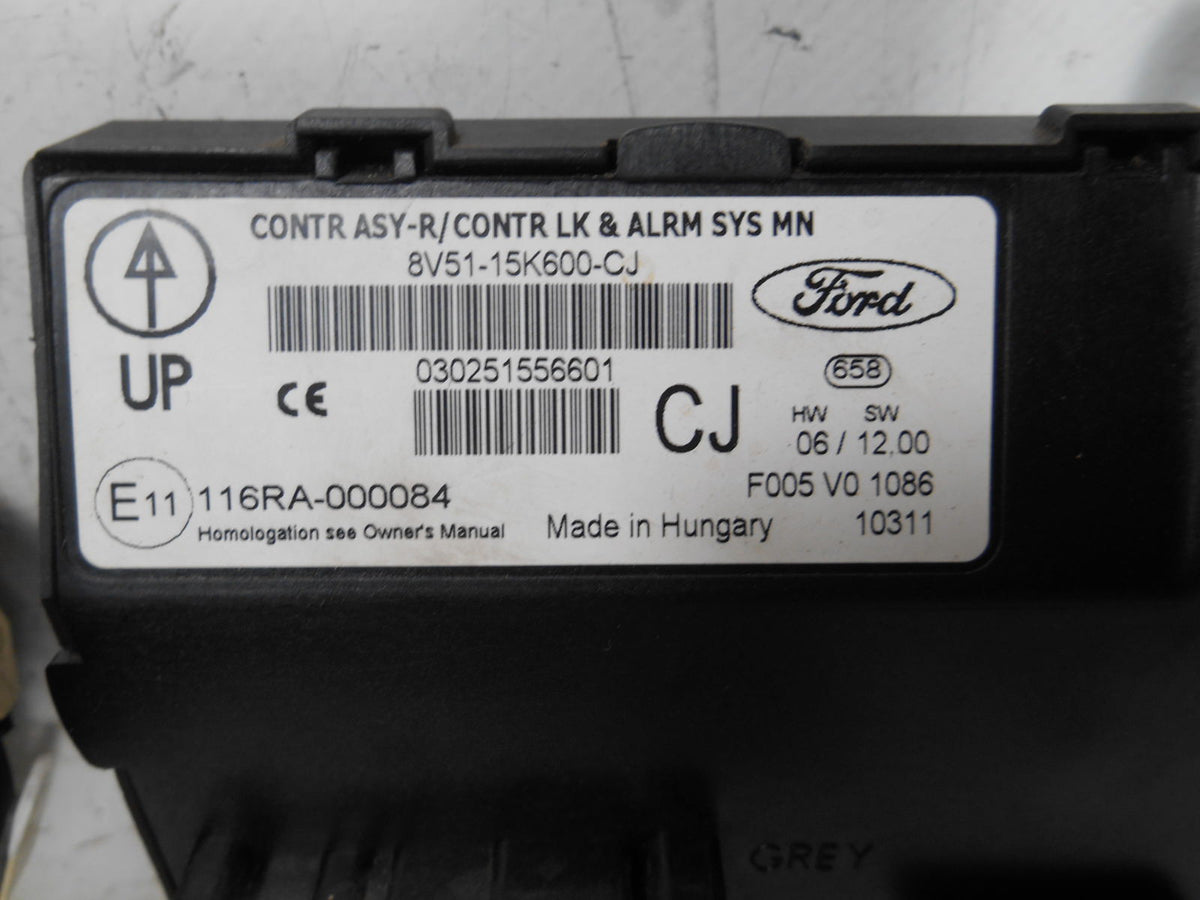 CONTR ASY-R/CONTR LK & ALRM SYS MN
8V51-15K600-CJ
Ford
UP
CE
030251556601
CJ
658
HW SW
06 / 12.00
E11 116RA-000084
F005 V0 1086
Homologation see Owner's Manual
Made in Hungary
10311
GREY